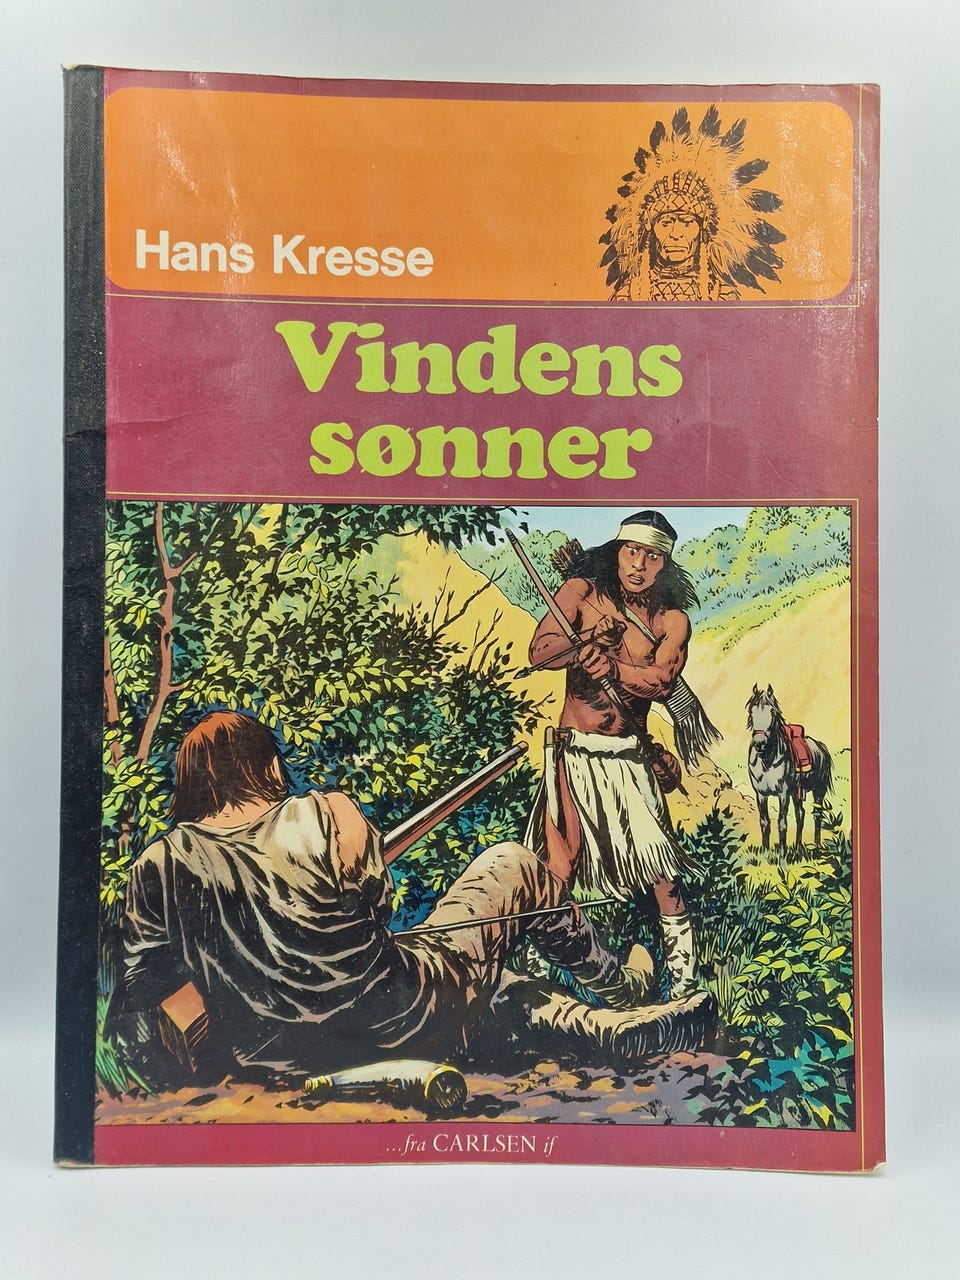 Hans Kresse
Vindens
sønner
...fra CARLSEN if